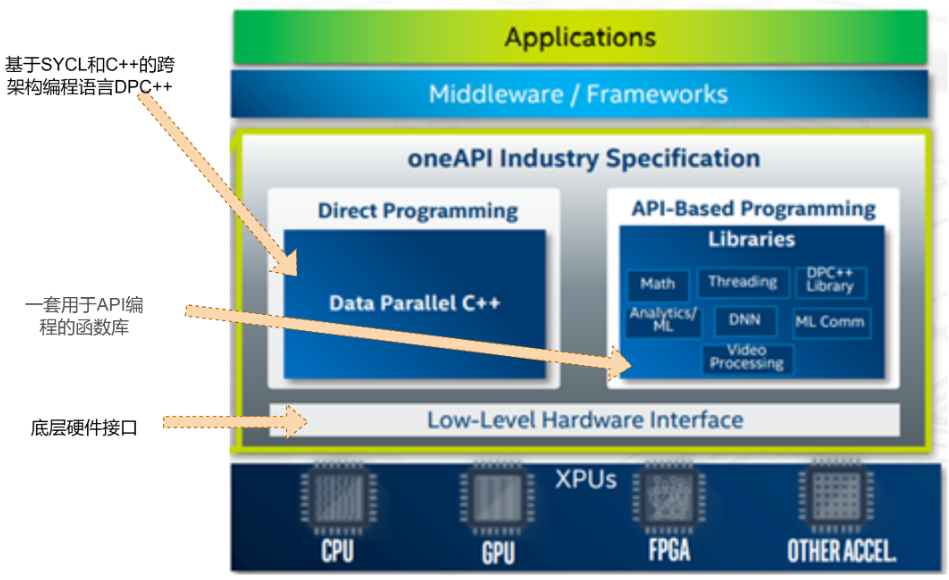 Applications
基于SYCL和C++的跨
架构编程语言DPC++
Middleware / Frameworks
oneAPI Industry Specification
Direct Programming
Data Parallel C++
API-Based Programming
Libraries
Math
Threading
DPC++
Library
Analytics/
ML
DNN
ML Comm
Video
Processing
一套用于API编
程的函数库
底层硬件接口
Low-Level Hardware Interface
XPUs
CPU
GPU
FPGA
OTHER ACCEL.